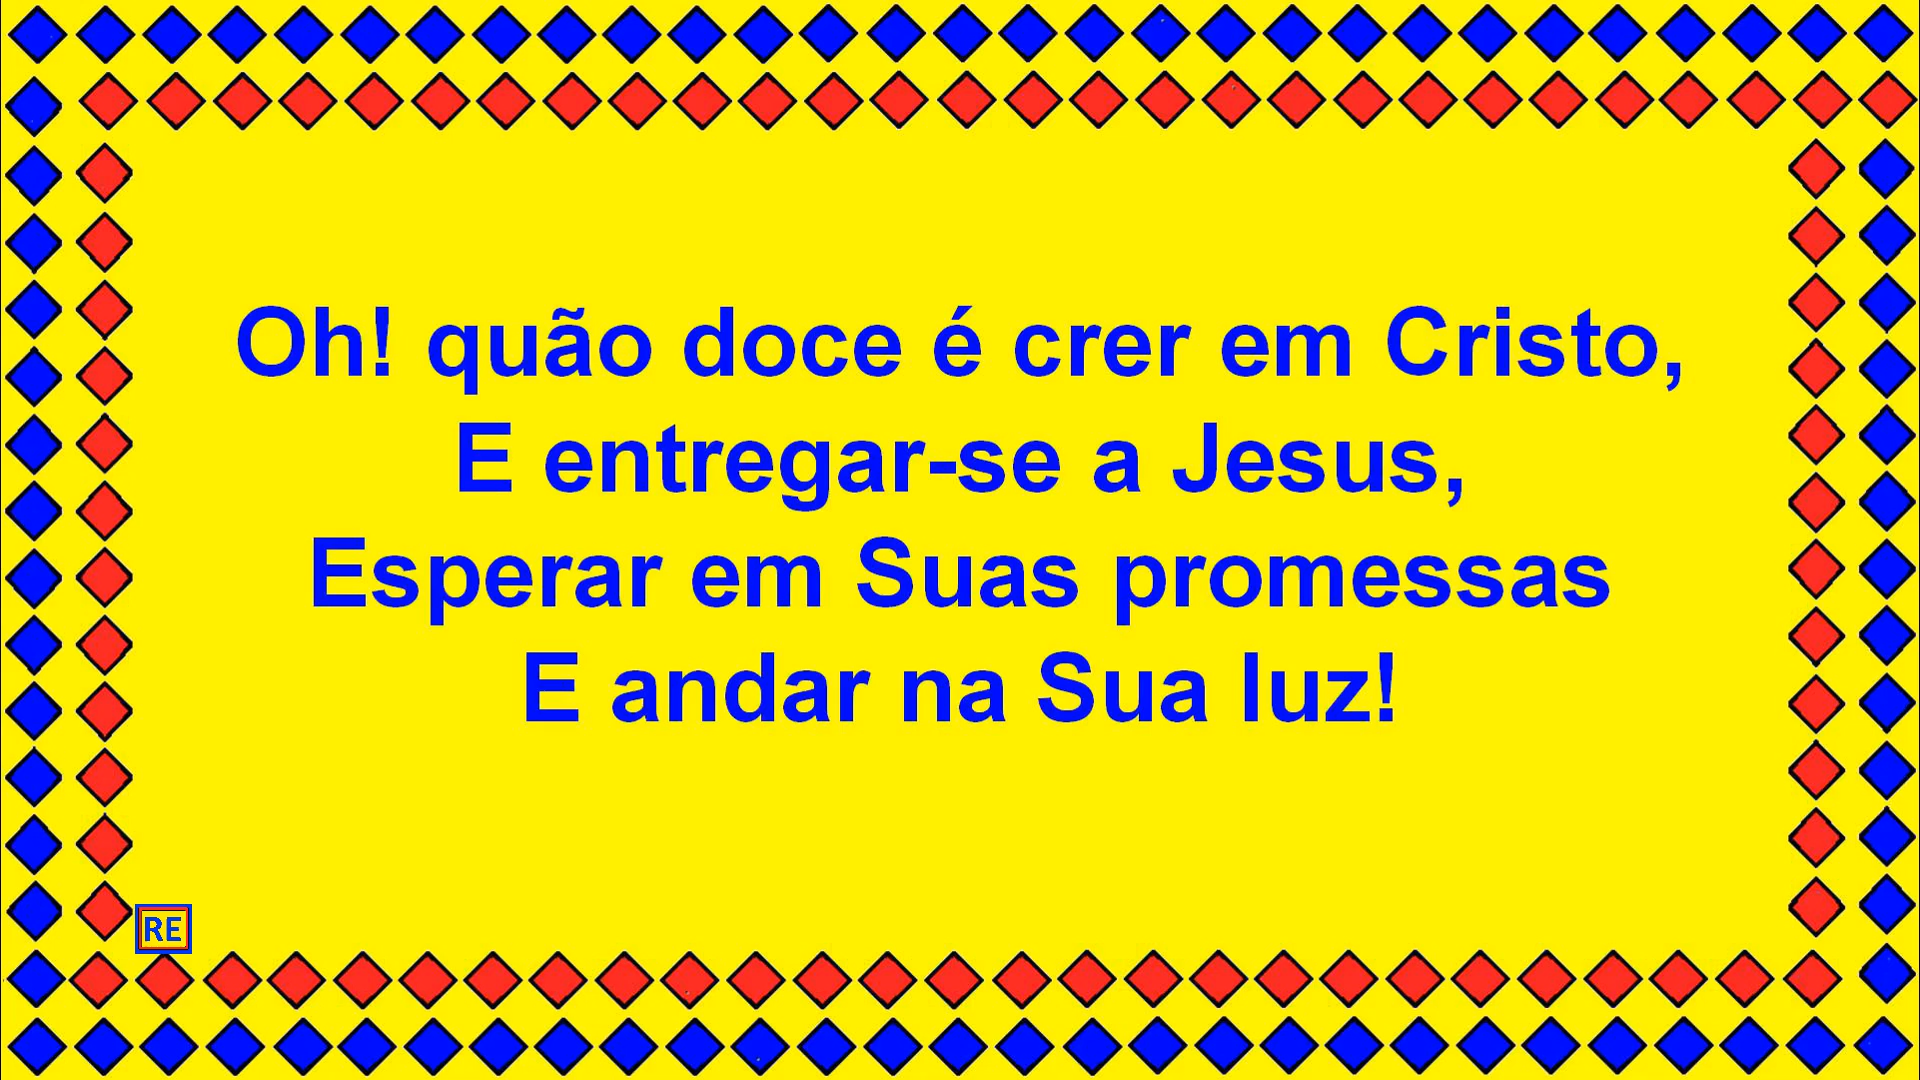 Oh! quão doce é crer em Cristo,
E entregar-se a Jesus,
Esperar em Suas promessas
E andar na Sua luz!
RE